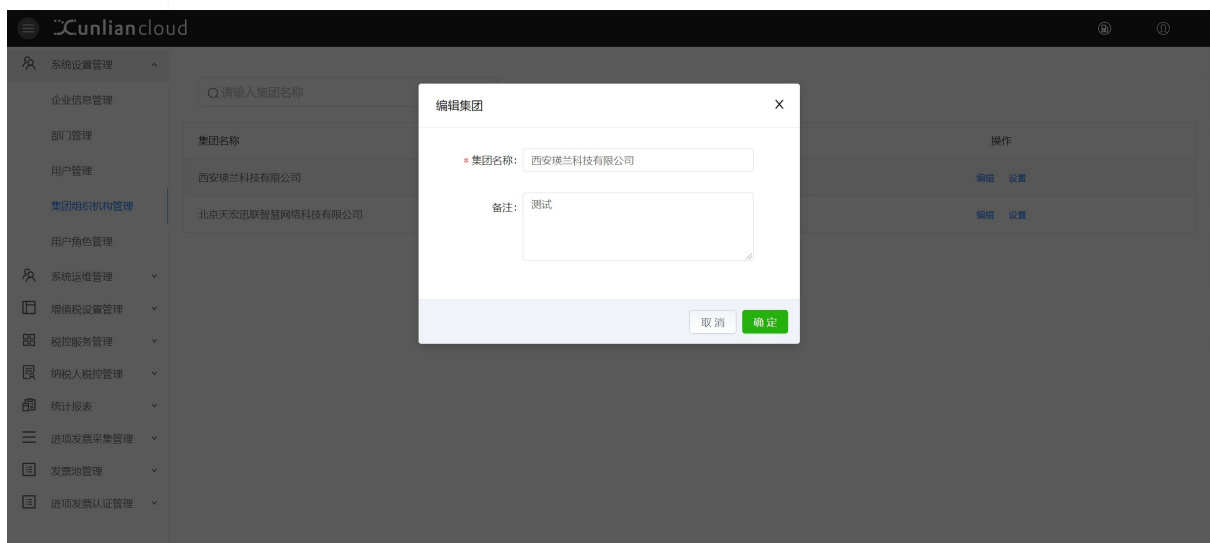 Xunliancloud
系统设置管理
企业信息管理
部门管理
用户管理
集团组织机构管理
用户角色管理
系统运维管理
增值税设置管理
税控服务管理
纳税人税控管理
统计报表
进项发票采集管理
发票池管理
进项发票认证管理
请输入集团名称
集团名称 操作
西安瑛兰科技有限公司 编辑 设置
北京天宏迅联智慧网络科技有限公司 编辑 设置
编辑集团 X
* 集团名称: 西安瑛兰科技有限公司
备注: 测试
取消 确定